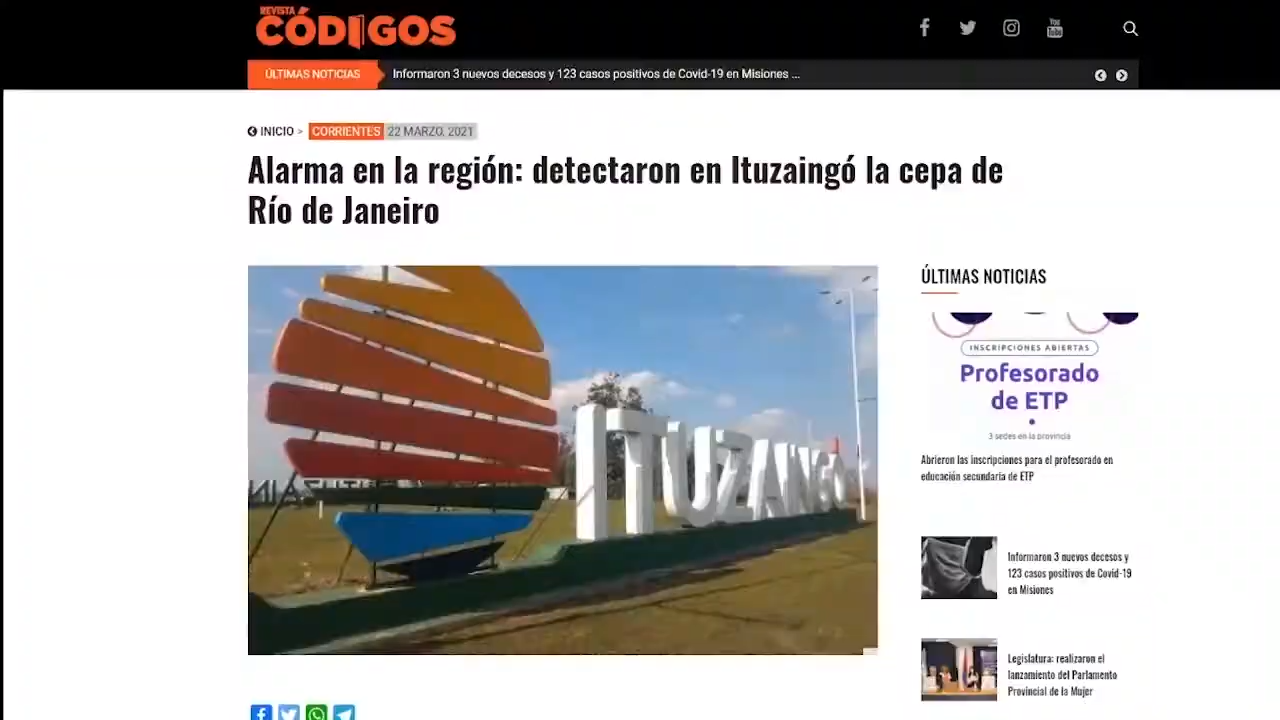 REVISTA
CÓDIGOS
You
Tube
ÚLTIMAS NOTICIAS
Informaron 3 nuevos decesos y 123 casos positivos de Covid-19 en Misiones ...
INICIO > CORRIENTES 22 MARZO, 2021
Alarma en la región: detectaron en Ituzaingó la cepa de
Río de Janeiro
ITUZAINGÓ
ÚLTIMAS NOTICIAS
INSCRIPCIONES ABIERTAS
Profesorado
de ETP
3 sedes en la provincia
Abrieron las inscripciones para el profesorado en
educación secundaria de ETP
Informaron 3 nuevos decesos y
123 casos positivos de Covid-19
en Misiones
Legislatura: realizaron el
lanzamiento del Parlamento
Provincial de la Mujer